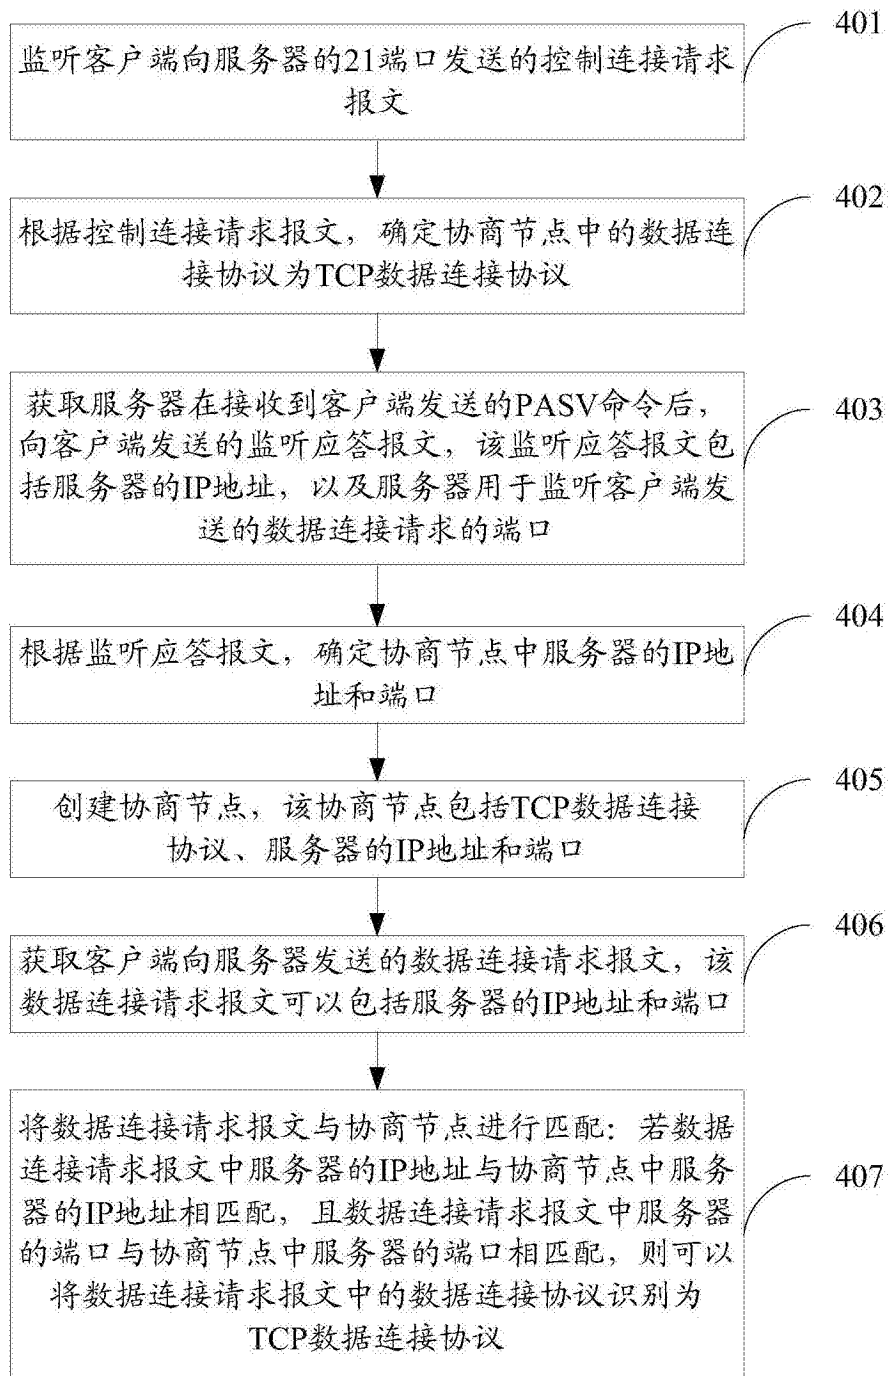 401
监听客户端向服务器的21端口发送的控制连接请求
报文
402
根据控制连接请求报文，确定协商节点中的数据连
接协议为TCP数据连接协议
403
获取服务器在接收到客户端发送的PASV命令后，
向客户端发送的监听应答报文，该监听应答报文包
括服务器的IP地址，以及服务器用于监听客户端发
送的数据连接请求的端口
404
根据监听应答报文，确定协商节点中服务器的IP地
址和端口
405
创建协商节点，该协商节点包括TCP数据连接
协议、服务器的IP地址和端口
406
获取客户端向服务器发送的数据连接请求报文，该
数据连接请求报文可以包括服务器的IP地址和端口
407
将数据连接请求报文与协商节点进行匹配：若数据
连接请求报文中服务器的IP地址与协商节点中服务
器的IP地址相匹配，且数据连接请求报文中服务器
的端口与协商节点中服务器的端口相匹配，则可以
将数据连接请求报文中的数据连接协议识别为
TCP数据连接协议